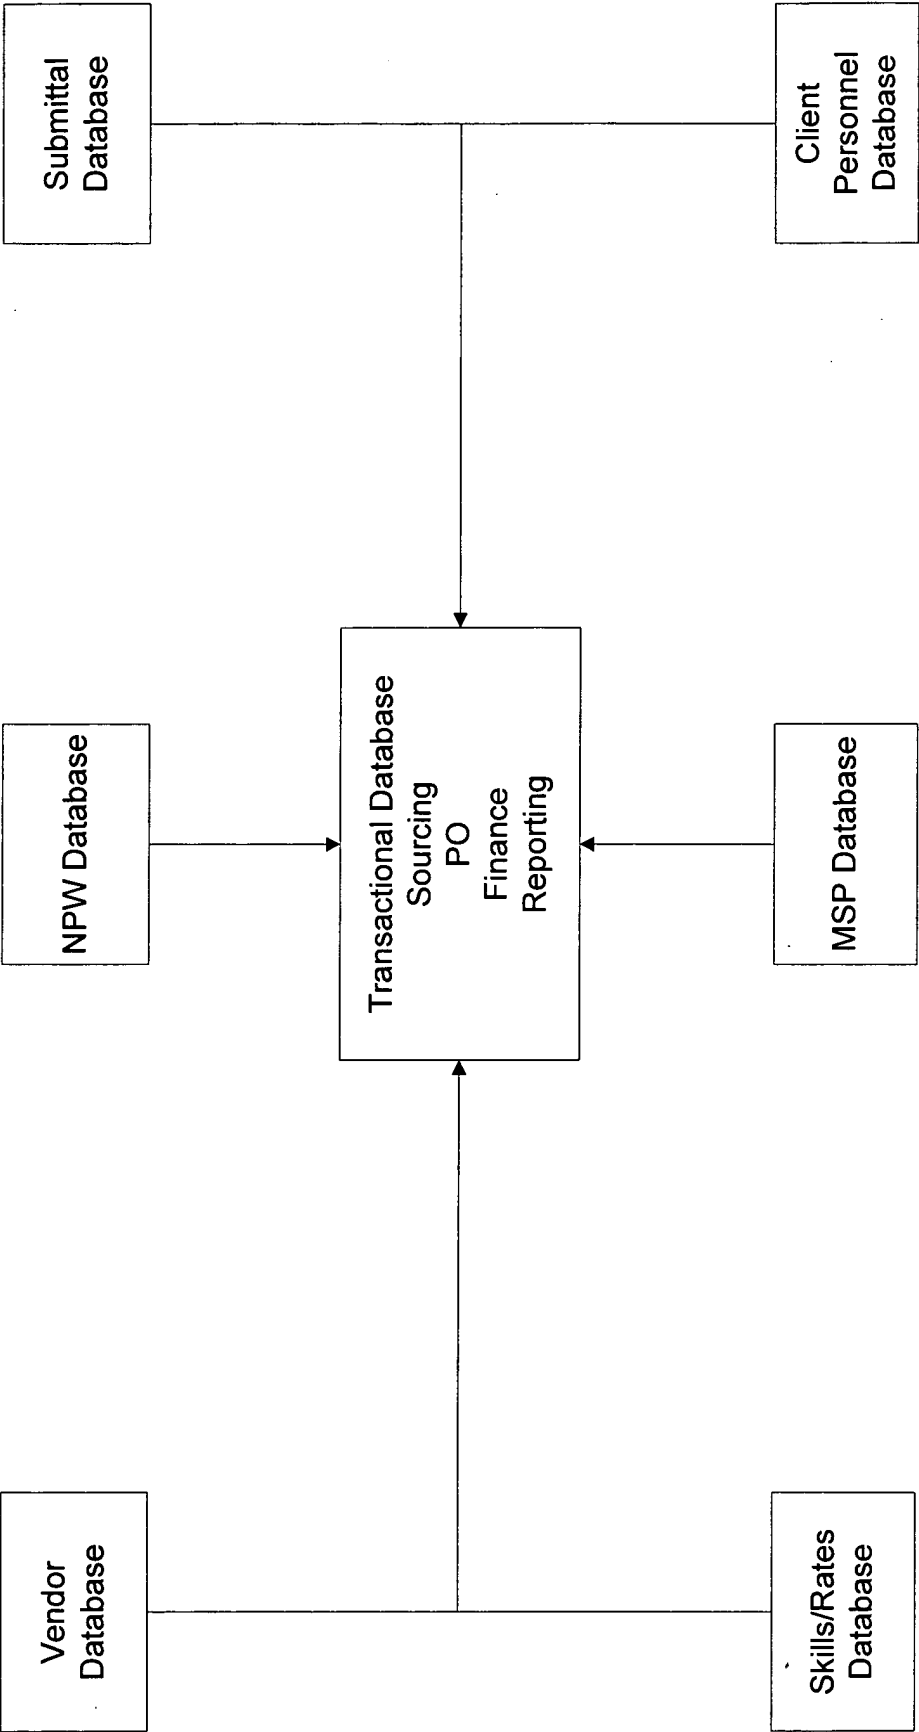 Vendor
Database
NPW Database
Submittal
Database
Transactional Database
Sourcing
PO
Finance
Reporting
Skills/Rates
Database
MSP Database
Client
Personnel
Database